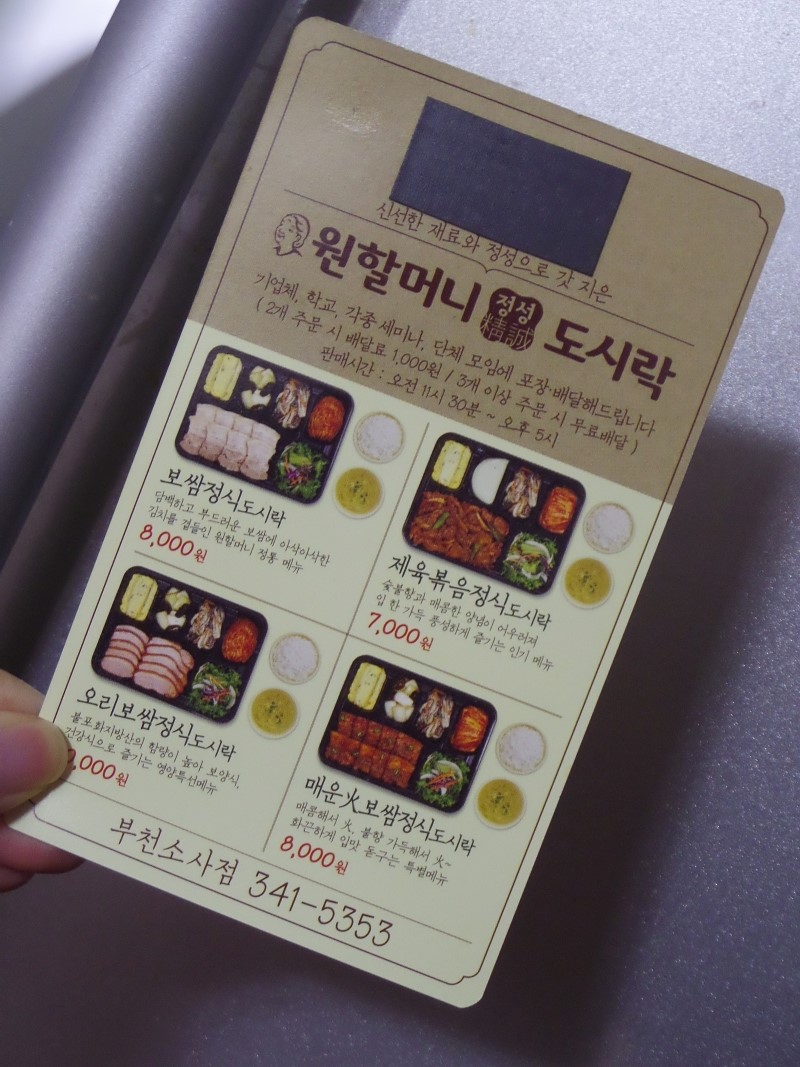 신선한 재료와 정성으로 갓 지은
원할머니 정성 精誠 도시락
기업체, 학교, 각종 세미나, 단체 모임에 포장·배달해드립니다
( 2개 주문 시 배달료 1,000원 / 3개 이상 주문 시 무료배달 )
판매시간 : 오전 11시 30분 ~ 오후 5시
보쌈정식도시락
담백하고 부드러운 보쌈에 아삭아삭한
김치를 곁들인 원할머니 정통 메뉴
8,000원
제육볶음정식도시락
숯불향과 매콤한 양념이 어우러져
입 한 가득 풍성하게 즐기는 인기 메뉴
7,000원
오리보쌈정식도시락
불포화지방산의 함량이 높아 보양식,
건강식으로 즐기는 영양특선메뉴
,000원
매운火보쌈정식도시락
매콤해서 火, 불향 가득해서 火~
화끈하게 입맛 돋구는 특별메뉴
8,000원
부천소사점 341-5353